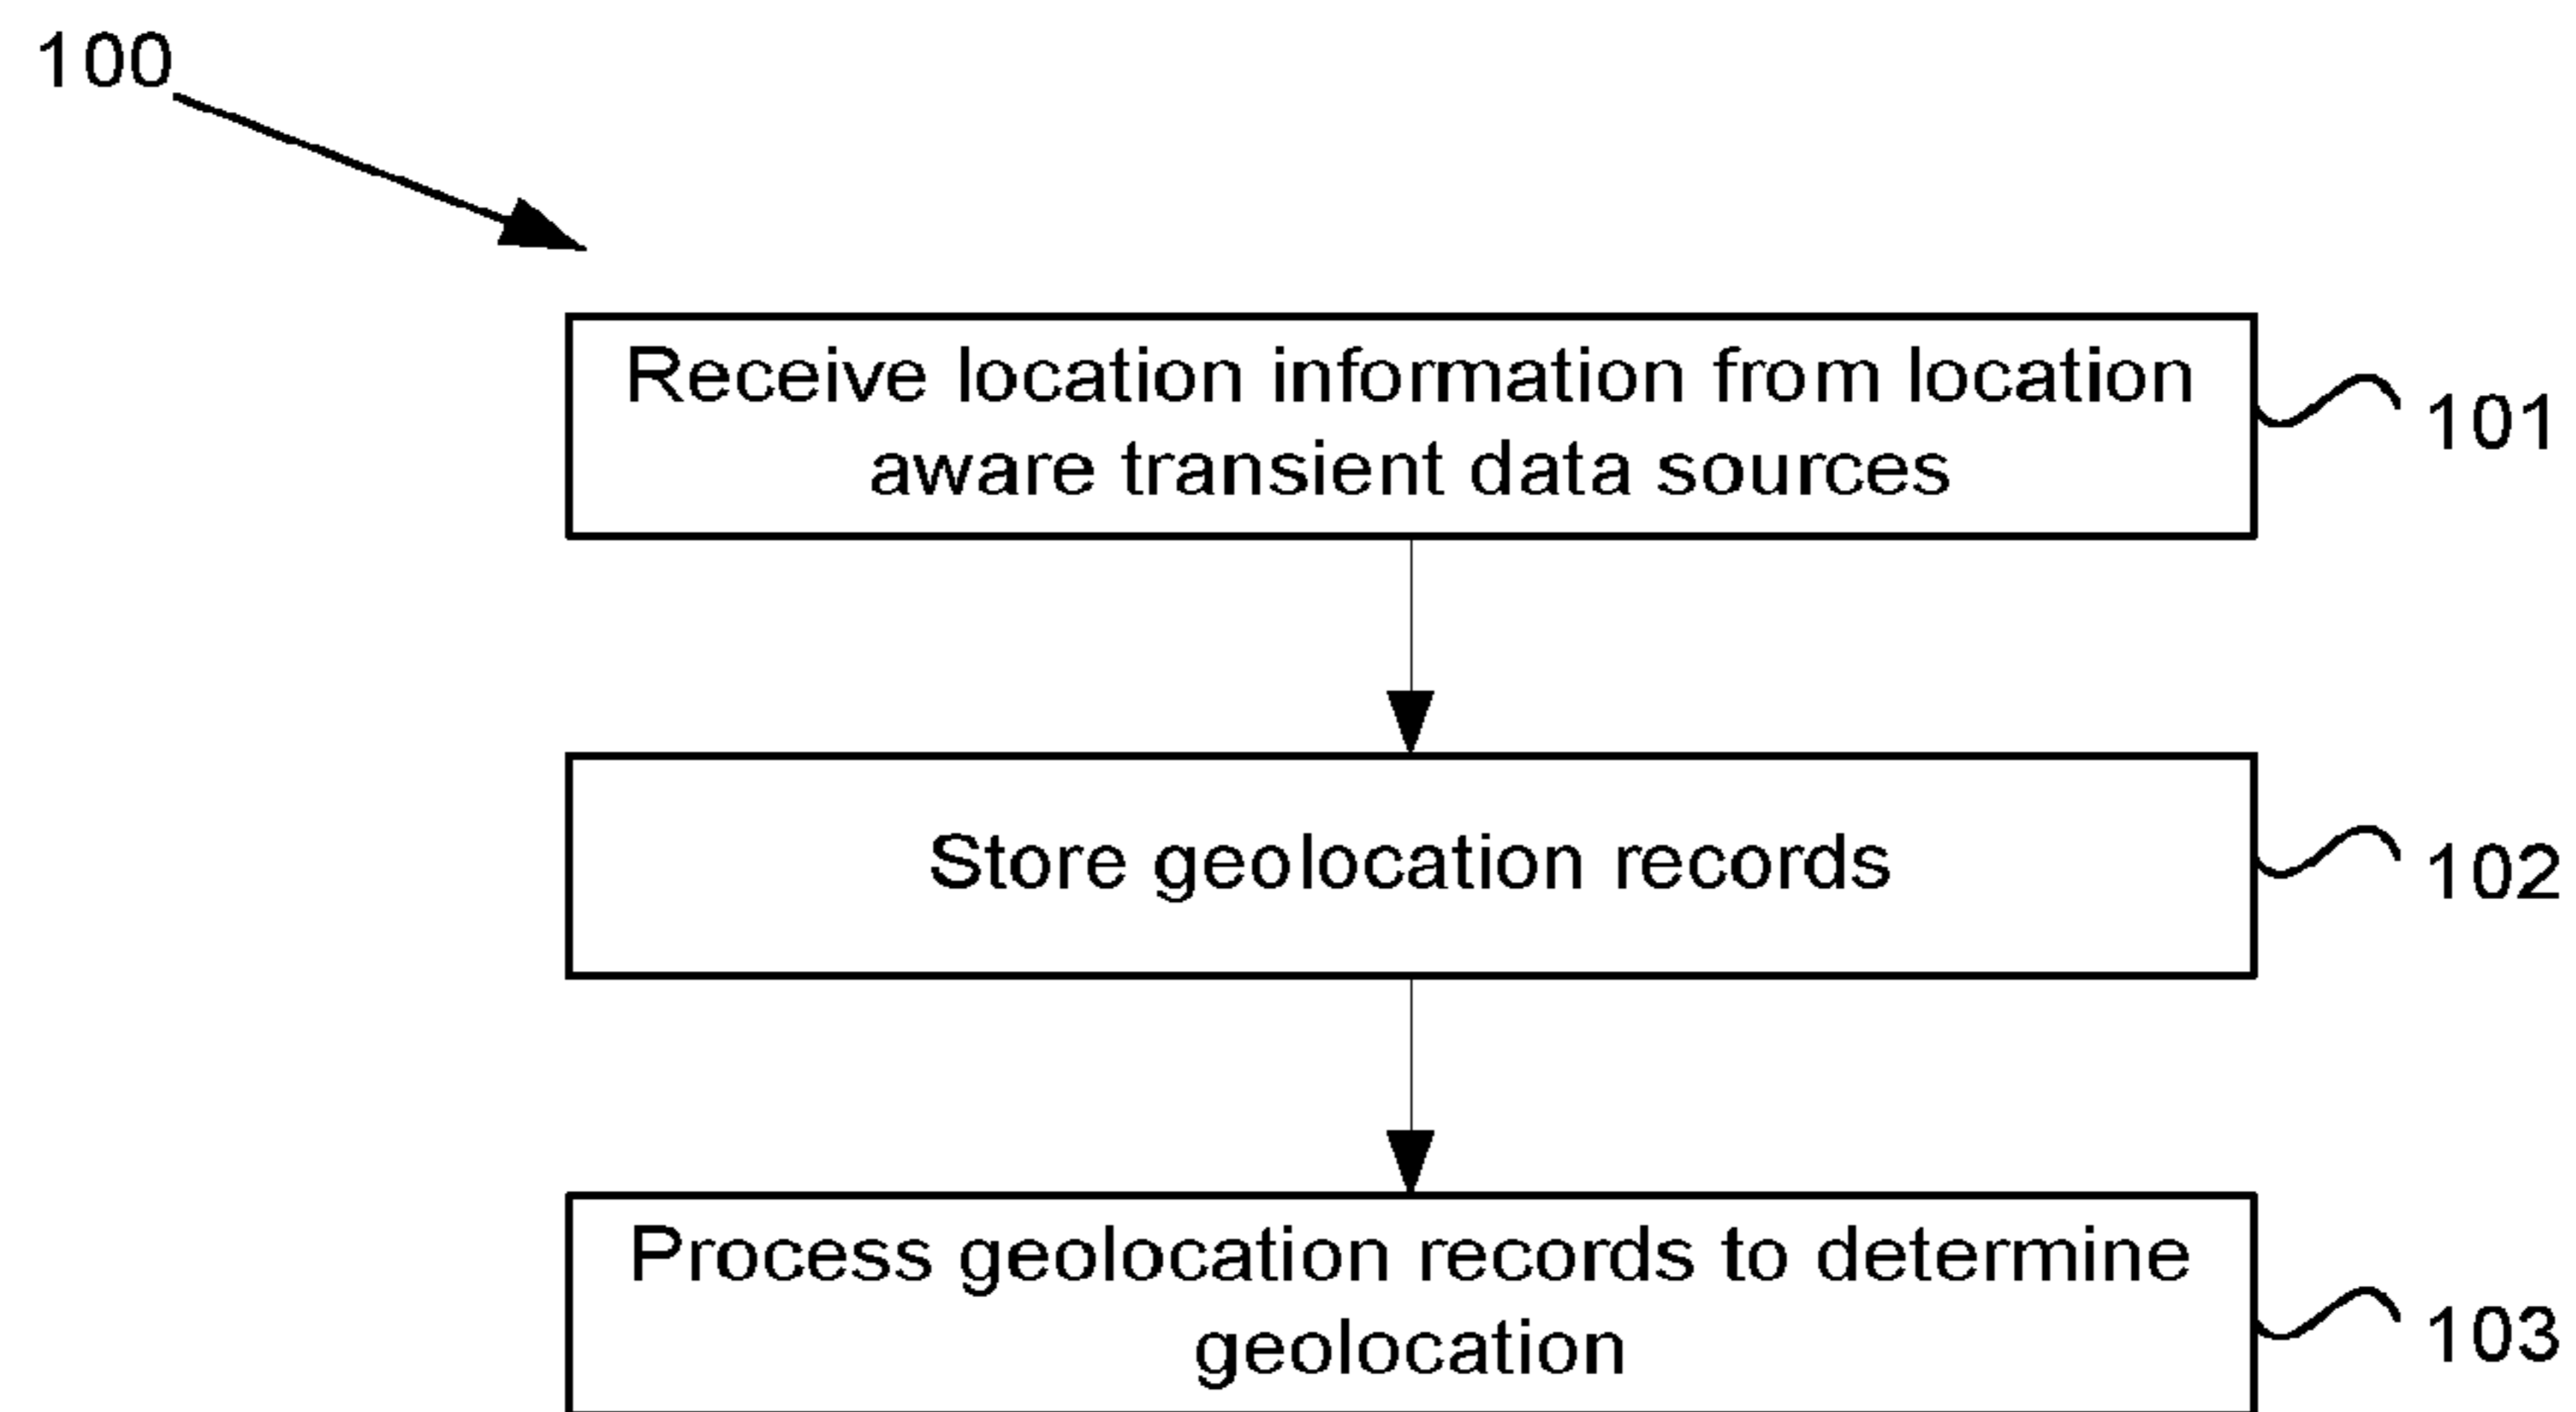 100
Receive location information from location
aware transient data sources
101
Store geolocation records
102
Process geolocation records to determine
geolocation
103